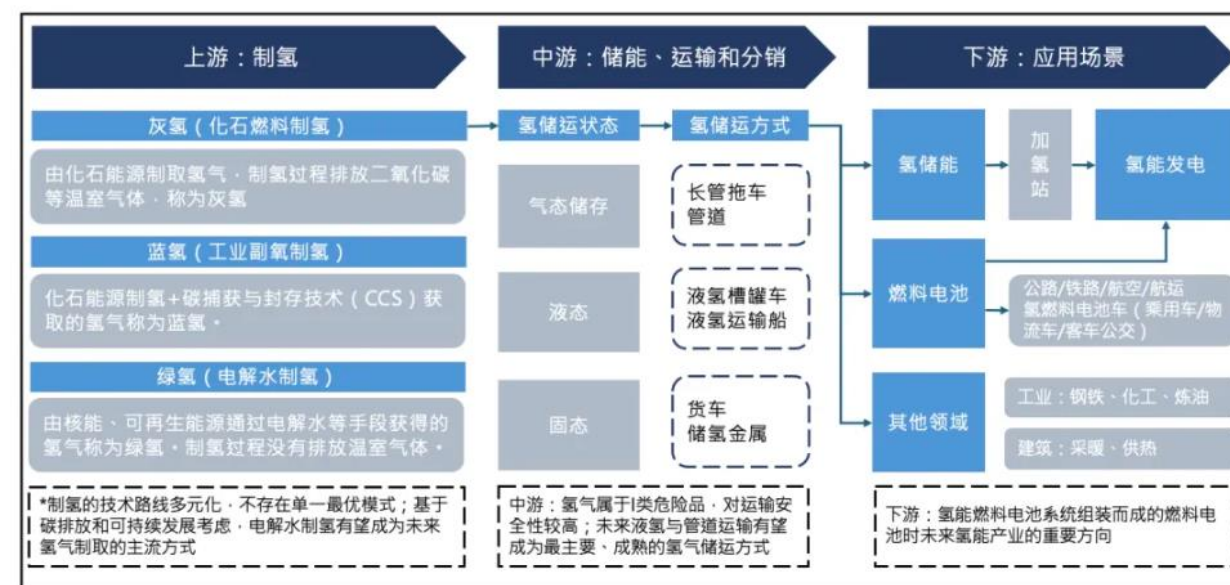 上游：制氢
灰氢（化石燃料制氢）
由化石能源制取氢气，制氢过程排放二氧化碳
等温室气体，称为灰氢
蓝氢（工业副氧制氢）
化石能源制氢+碳捕获与封存技术（CCS）获
取的氢气称为蓝氢。
绿氢（电解水制氢）
由核能、可再生能源通过电解水等手段获得的
氢气称为绿氢。制氢过程没有排放温室气体。
*制氢的技术路线多元化，不存在单一最优模式；基于
碳排放和可持续发展考虑，电解水制氢有望成为未来
氢气制取的主流方式
中游：储能、运输和分销
氢储运状态
氢储运方式
气态储存
长管拖车
管道
液态
液氢槽罐车
液氢运输船
固态
货车
储氢金属
中游：氢气属于I类危险品，对运输安
全性较高；未来液氢与管道运输有望
成为最主要、成熟的氢气储运方式
下游：应用场景
氢储能
加
氢
站
氢能发电
燃料电池
公路/铁路/航空/航运
氢燃料电池车（乘用车/物
流车/客车公交）
其他领域
工业：钢铁、化工、炼油
建筑：采暖、供热
下游：氢能燃料电池系统组装而成的燃料电
池时未来氢能产业的重要方向